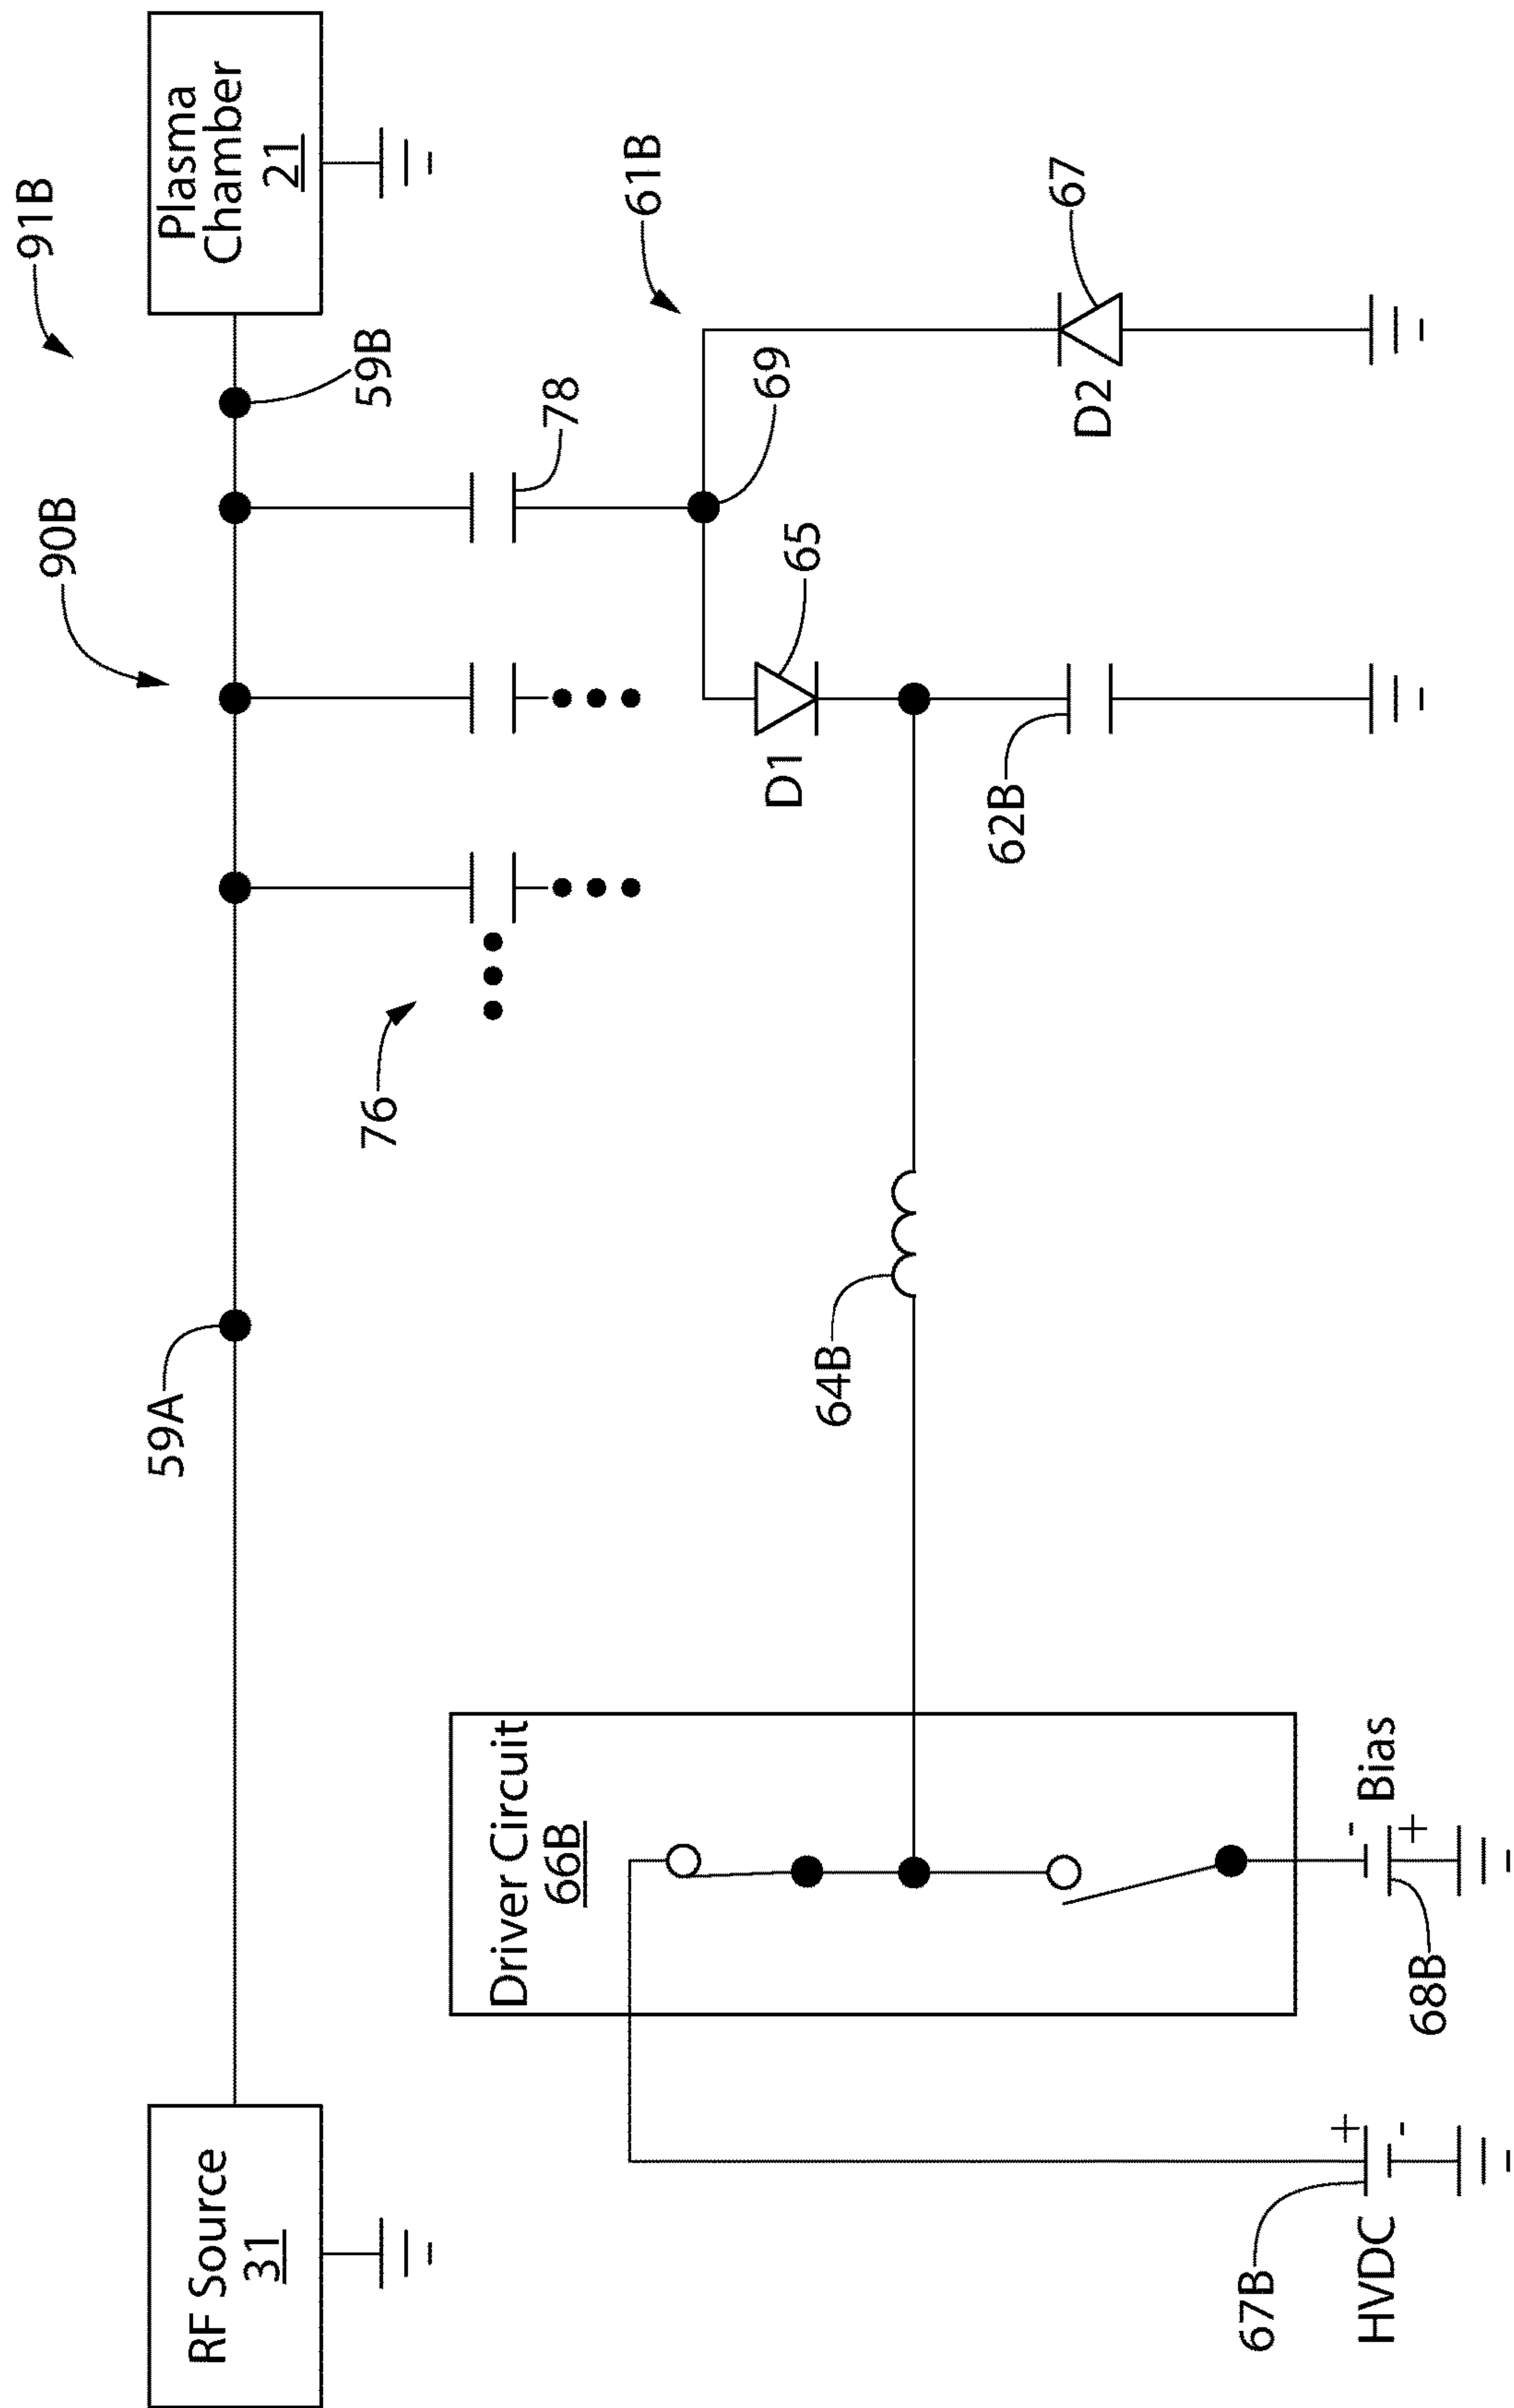 91B
90B
59A
RF Source
31
Plasma
Chamber
21
59B
76
78
61B
69
65
D1
67
D2
62B
64B
Driver Circuit
66B
+
-
67B
HVDC
-
+
Bias
68B